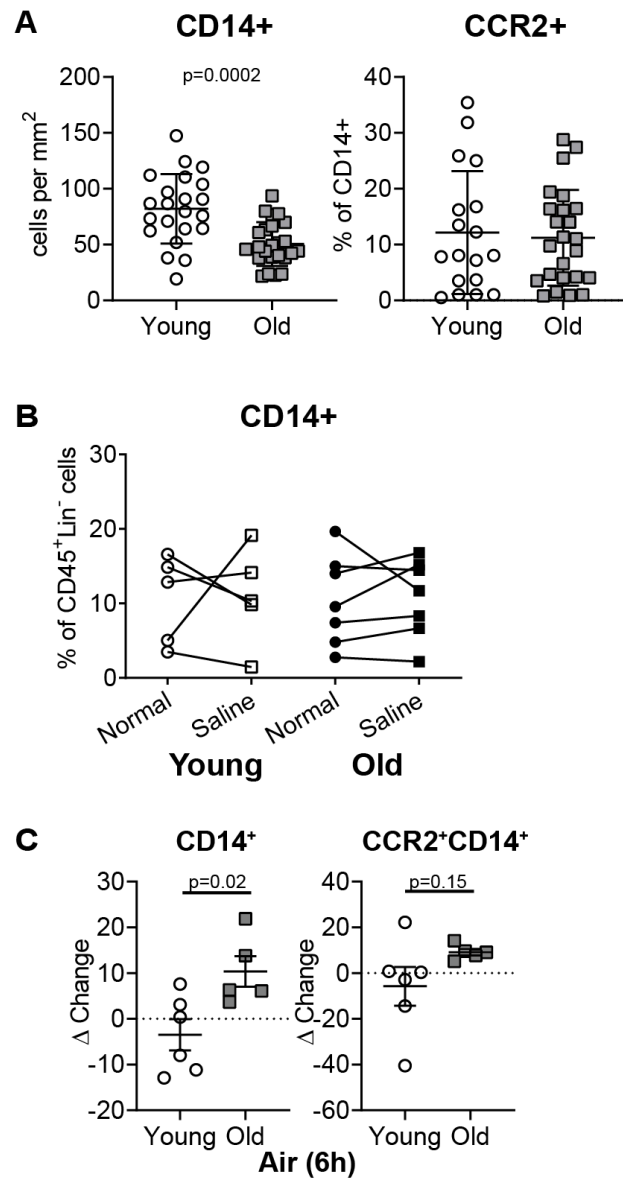 A
CD14+
CCR2+
p=0.0002
cells per mm²
200
150
100
50
0
Young Old
% of CD14+
40
30
20
10
0
Young Old
B
CD14+
% of CD45⁺Lin⁻ cells
30
20
10
0
Normal Saline Normal Saline
Young Old
C
CD14⁺
CCR2⁺CD14⁺
p=0.02
p=0.15
Δ Change
30
20
10
0
-10
-20
Young Old
Δ Change
40
20
0
-20
-40
-60
Young Old
Air (6h)